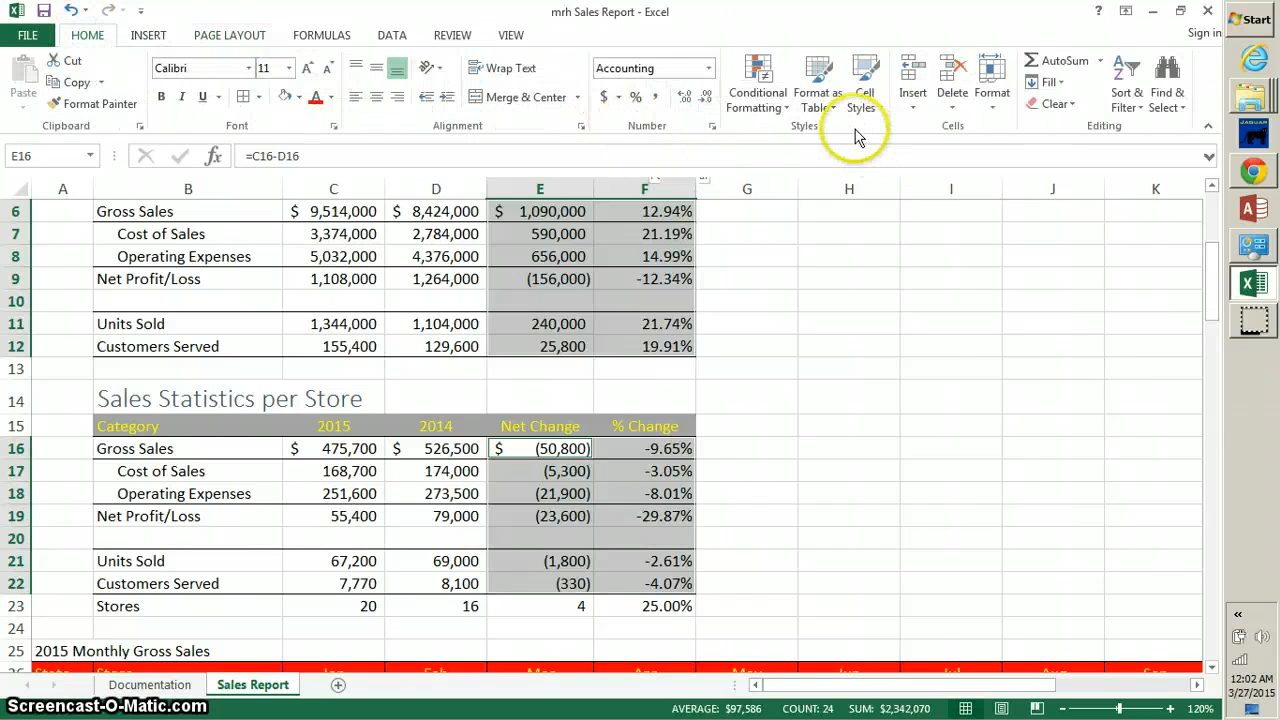 mrh Sales Report - Excel
FILE HOME INSERT PAGE LAYOUT FORMULAS DATA REVIEW VIEW Sign in
Paste Cut Copy Format Painter Clipboard
Calibri 11 B I U A Font
Wrap Text Merge & Center Alignment
Accounting $ % , Number
Conditional Formatting Format as Table Cell Styles Styles
Insert Delete Format Cells
AutoSum Fill Clear Sort & Filter Find & Select Editing
E16 fx =C16-D16
A B C D E F G H I J K
6 Gross Sales $ 9,514,000 $ 8,424,000 $ 1,090,000 12.94%
7 Cost of Sales 3,374,000 2,784,000 590,000 21.19%
8 Operating Expenses 5,032,000 4,376,000 656,000 14.99%
9 Net Profit/Loss 1,108,000 1,264,000 (156,000) -12.34%
10
11 Units Sold 1,344,000 1,104,000 240,000 21.74%
12 Customers Served 155,400 129,600 25,800 19.91%
13
14 Sales Statistics per Store
15 Category 2015 2014 Net Change % Change
16 Gross Sales $ 475,700 $ 526,500 $ (50,800) -9.65%
17 Cost of Sales 168,700 174,000 (5,300) -3.05%
18 Operating Expenses 251,600 273,500 (21,900) -8.01%
19 Net Profit/Loss 55,400 79,000 (23,600) -29.87%
20
21 Units Sold 67,200 69,000 (1,800) -2.61%
22 Customers Served 7,770 8,100 (330) -4.07%
23 Stores 20 16 4 25.00%
24
25 2015 Monthly Gross Sales
26 State Store Jan Feb Mar Apr May Jun Jul Aug Sep
Documentation Sales Report
AVERAGE: $97,586 COUNT: 24 SUM: $2,342,070 120%
Start
12:02 AM
3/27/2015
Screencast-O-Matic.com